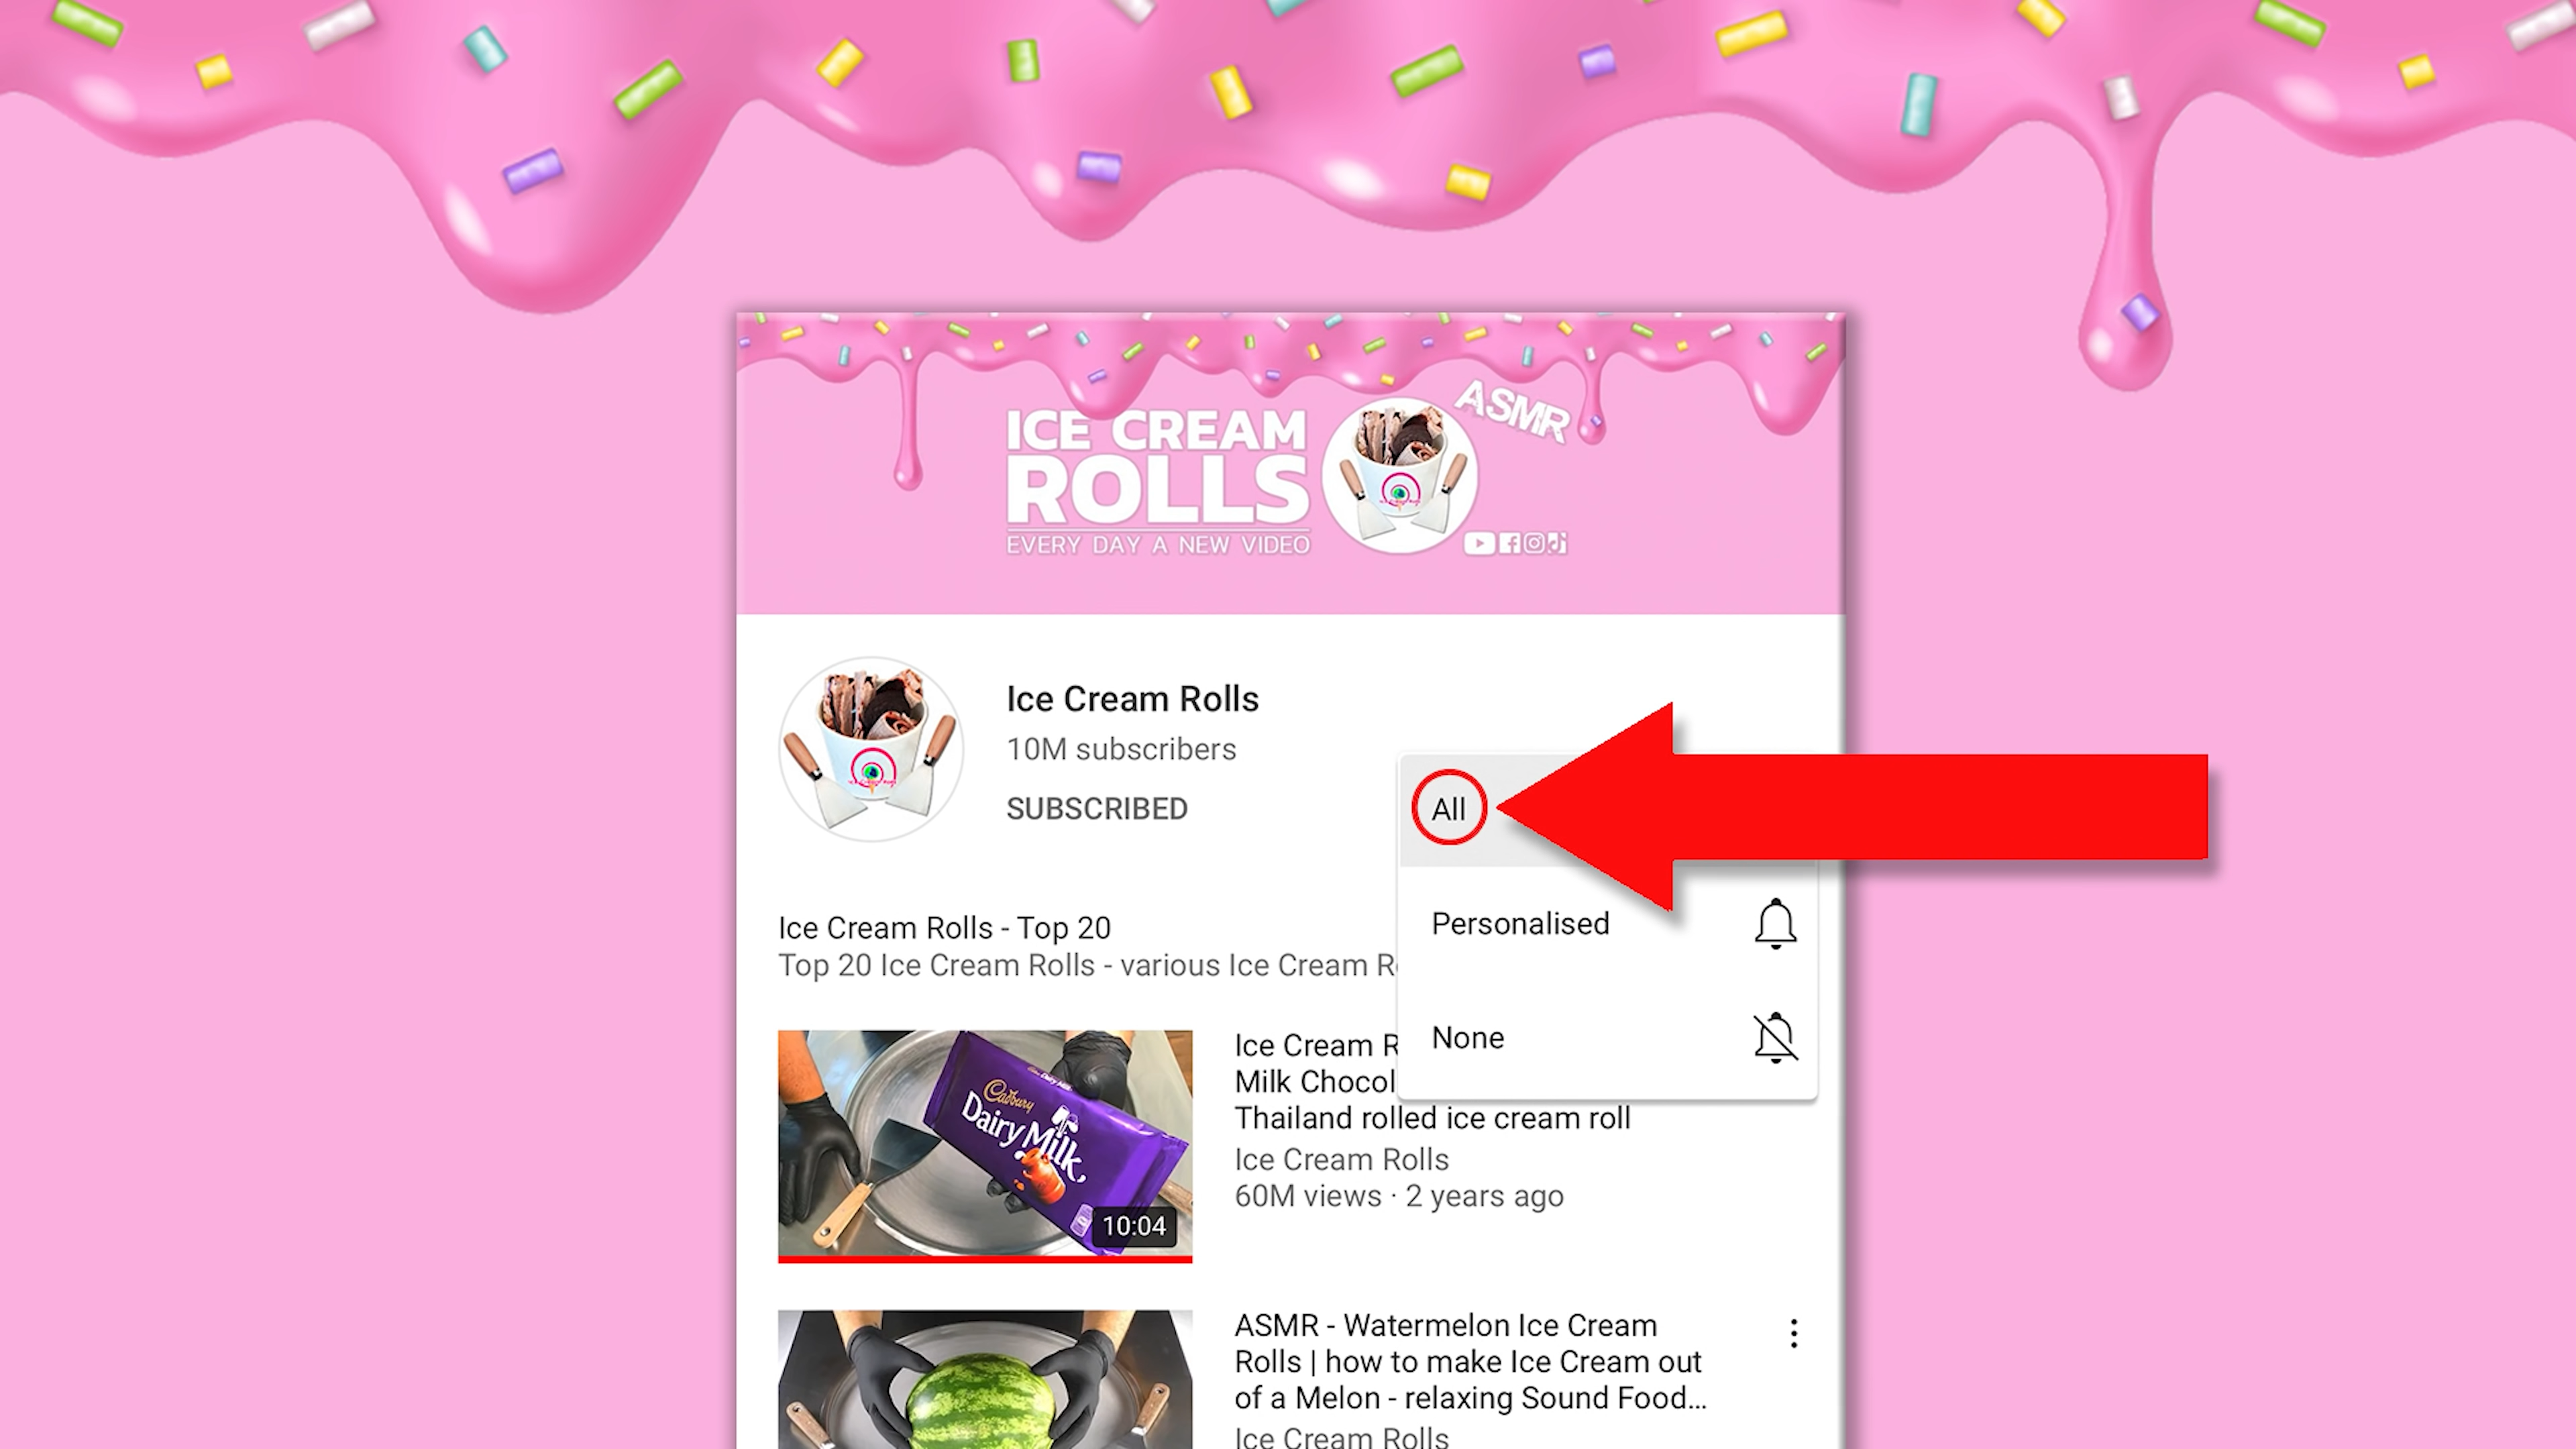 ICE CREAM
ROLLS
EVERY DAY A NEW VIDEO
ASMR
Ice Cream Rolls
10M subscribers
SUBSCRIBED
All
Personalised
None
Ice Cream Rolls - Top 20
Top 20 Ice Cream Rolls - various Ice Cream
Cadbury
Dairy Milk
10:04
Ice Cream
Milk
Thailand rolled ice cream roll
Ice Cream Rolls
60M views · 2 years ago
ASMR - Watermelon Ice Cream
Rolls | how to make Ice Cream out
of a Melon - relaxing Sound Food...
Ice Cream Rolls